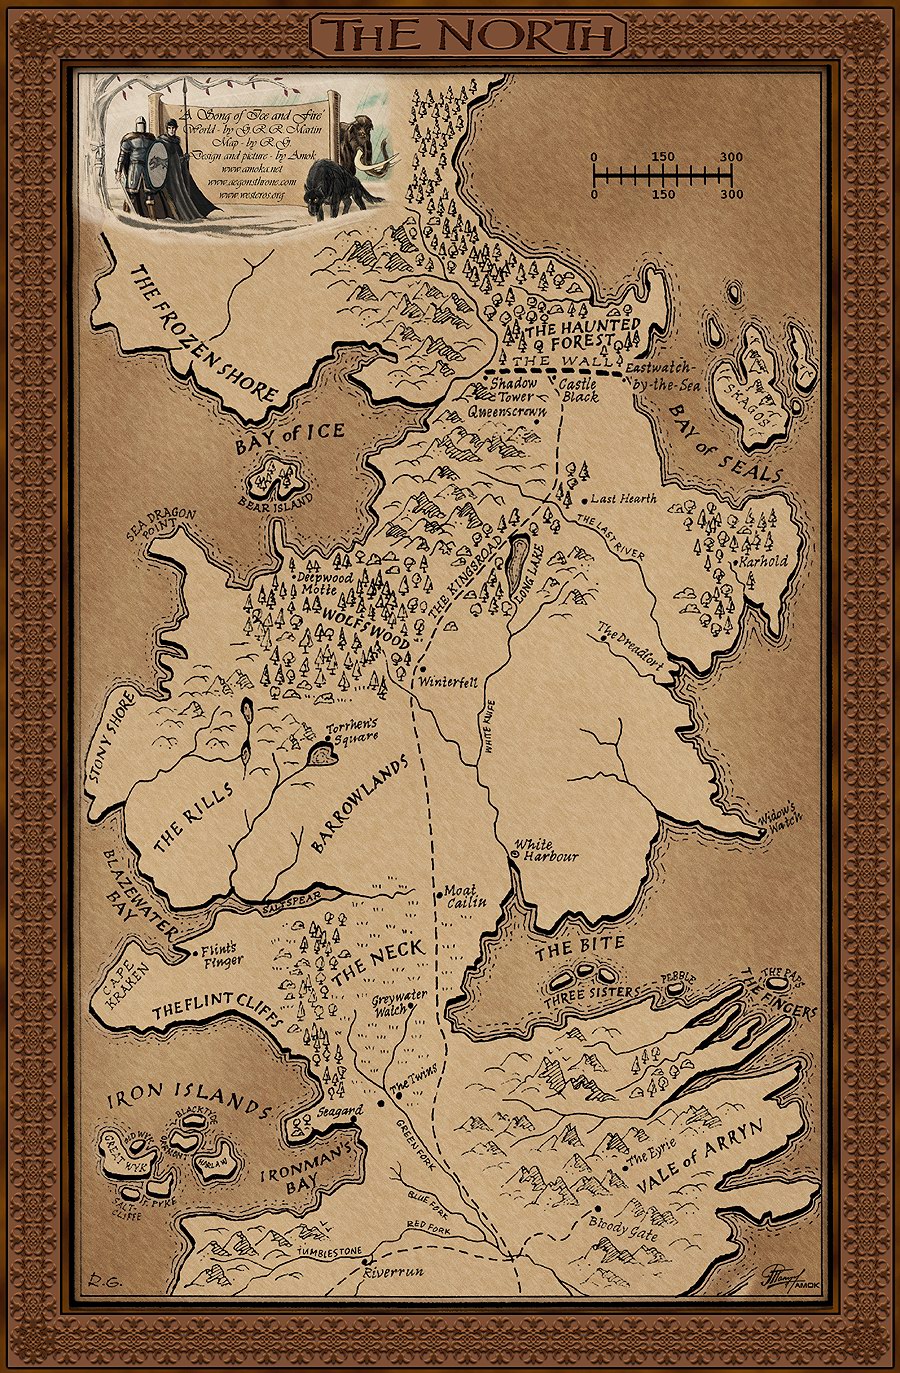 THE NORTH
A Song of Ice and Fire
World - by G.R.R. Martin
Map - by R.G.
Design and picture - by Amok
www.amoka.net
www.aegonsthrone.com
www.westeros.org
0 150 300
0 150 300
THE FROZEN SHORE
THE HAUNTED
FOREST
THE WALL
Eastwatch-
by-the-Sea
Shadow
Tower
Castle
Black
Queenscrown
SKAGOS
BAY of ICE
BAY of SEALS
BEAR ISLAND
Last Hearth
SEA DRAGON
POINT
THE LAST RIVER
Karhold
THE KINGSROAD
LONG LAKE
Deepwood
Motte
WOLFSWOOD
The Dreadfort
Winterfell
STONY SHORE
WHITE KNIFE
Torrhen's
Square
THE RILLS
BARROWLANDS
Widow's
Watch
White
Harbour
BLAZEWATER
BAY
SALTSPEAR
Moat
Cailin
Flint's
Finger
THE NECK
THE BITE
CAPE
KRAKEN
THREE SISTERS
PEBBLE
THE PAPS
THE FINGERS
THE FLINT CLIFFS
Greywater
Watch
The Twins
IRON ISLANDS
Seagard
BLACKTYDE
OLD WYK
GREAT WYK
HARLAW
PYKE
SALT-
CLIFFE
GREEN FORK
The Eyrie
VALE of ARRYN
IRONMAN'S
BAY
BLUE FORK
Bloody Gate
RED FORK
TUMBLESTONE
Riverrun
R.G.
AMOK